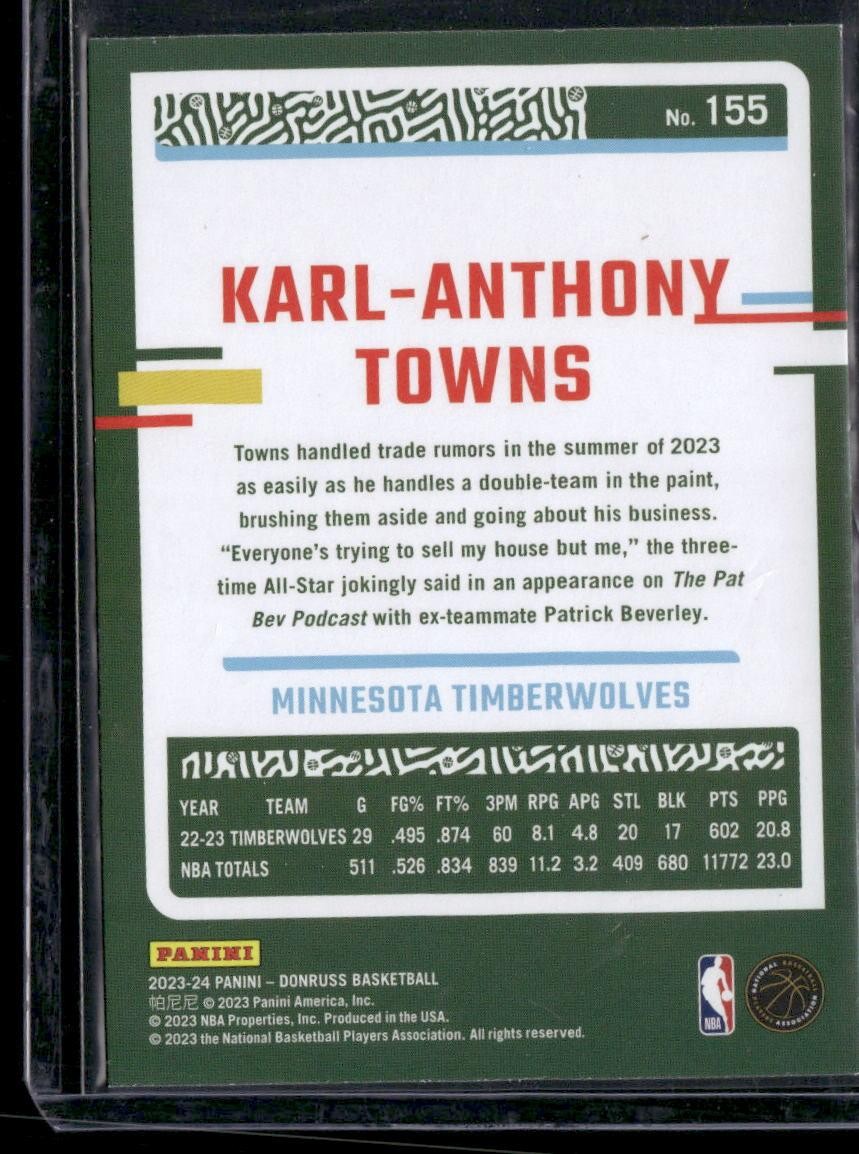 No. 155
KARL-ANTHONY
TOWNS
Towns handled trade rumors in the summer of 2023
as easily as he handles a double-team in the paint,
brushing them aside and going about his business.
“Everyone’s trying to sell my house but me,” the three-
time All-Star jokingly said in an appearance on The Pat
Bev Podcast with ex-teammate Patrick Beverley.
MINNESOTA TIMBERWOLVES
YEAR TEAM G FG% FT% 3PM RPG APG STL BLK PTS PPG
22-23 TIMBERWOLVES 29 .495 .874 60 8.1 4.8 20 17 602 20.8
NBA TOTALS 511 .526 .834 839 11.2 3.2 409 680 11772 23.0
PANINI
2023-24 PANINI – DONRUSS BASKETBALL
帕尼尼 © 2023 Panini America, Inc.
© 2023 NBA Properties, Inc. Produced in the USA.
© 2023 the National Basketball Players Association. All rights reserved.
NBA
NATIONAL BASKETBALL PLAYERS ASSOCIATION